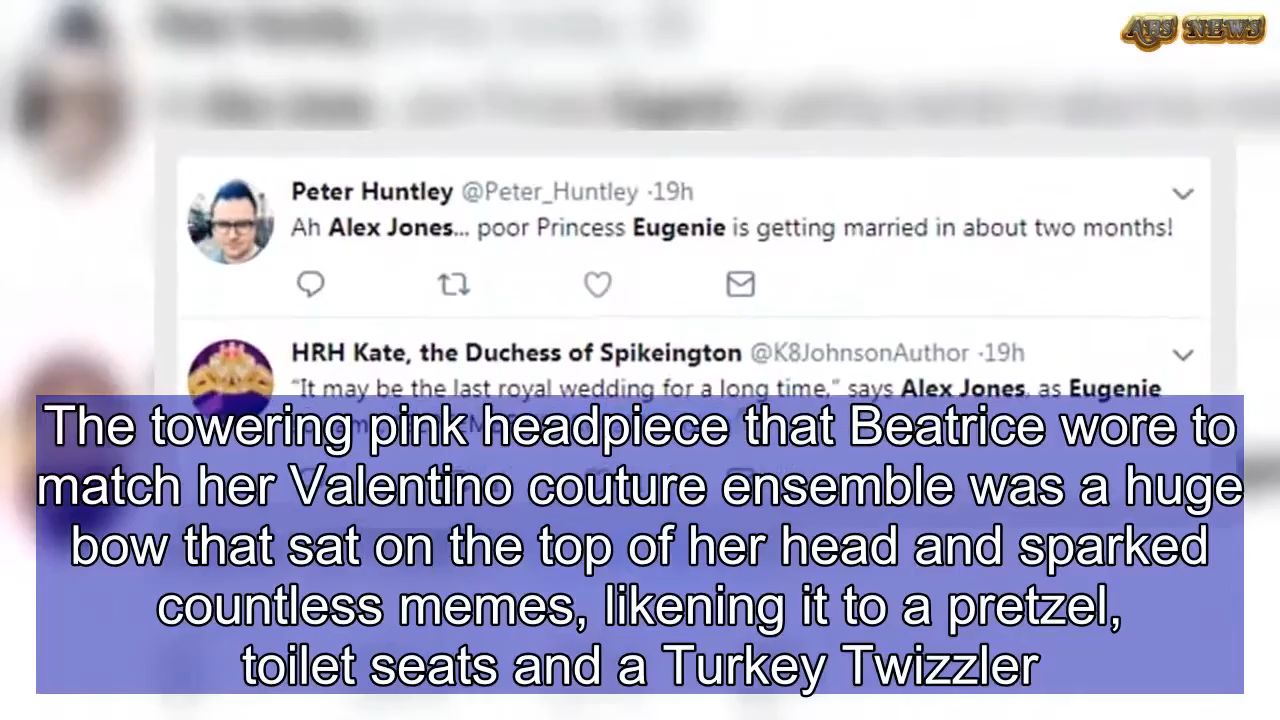 ABS NEWS
Peter Huntley @Peter_Huntley ·19h
Ah Alex Jones... poor Princess Eugenie is getting married in about two months!
HRH Kate, the Duchess of Spikeington @K8JohnsonAuthor ·19h
"It may be the last royal wedding for a long time," says Alex Jones, as Eugenie
The towering pink headpiece that Beatrice wore to
match her Valentino couture ensemble was a huge
bow that sat on the top of her head and sparked
countless memes, likening it to a pretzel,
toilet seats and a Turkey Twizzler